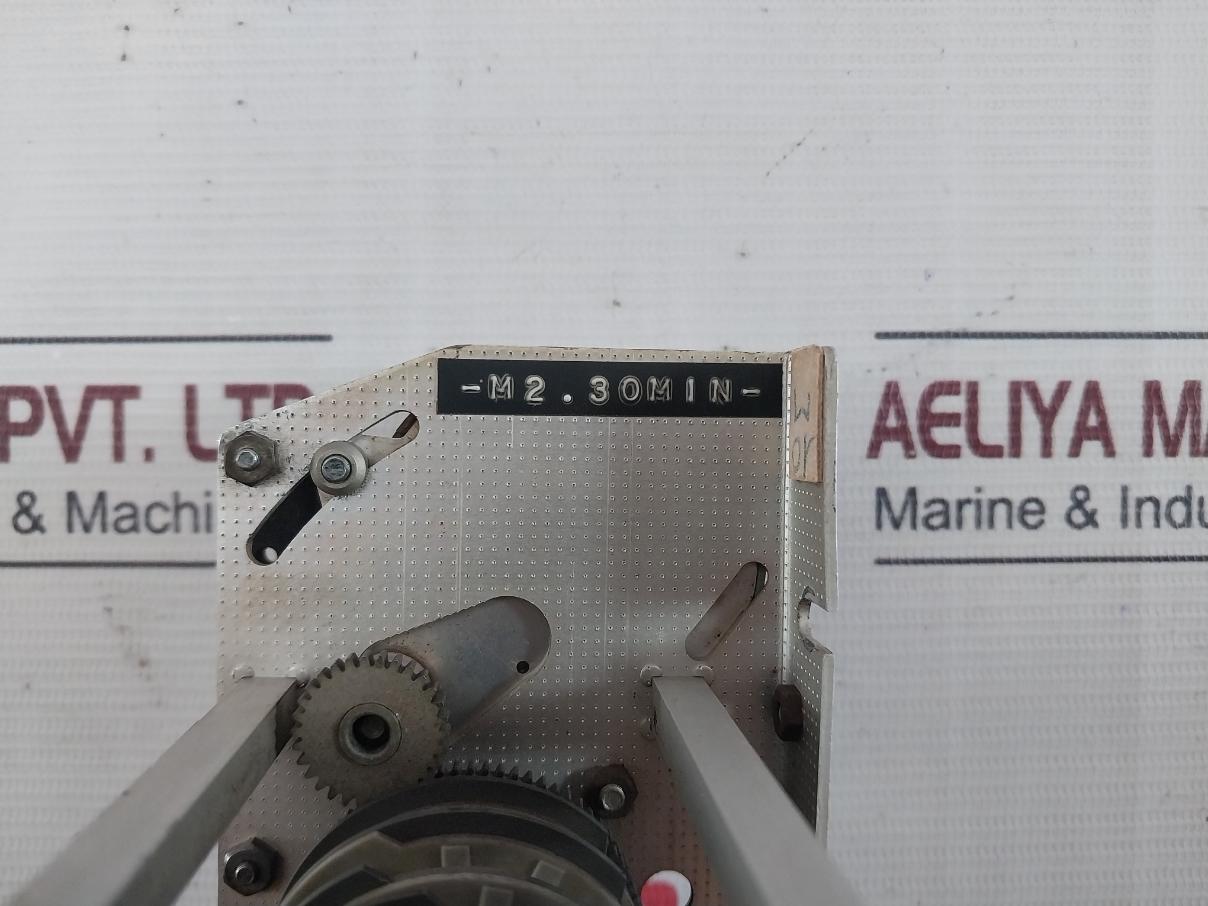 PVT. LTD
& Machi
-M2.30MIN-
AELIYA MA
Marine & Indu